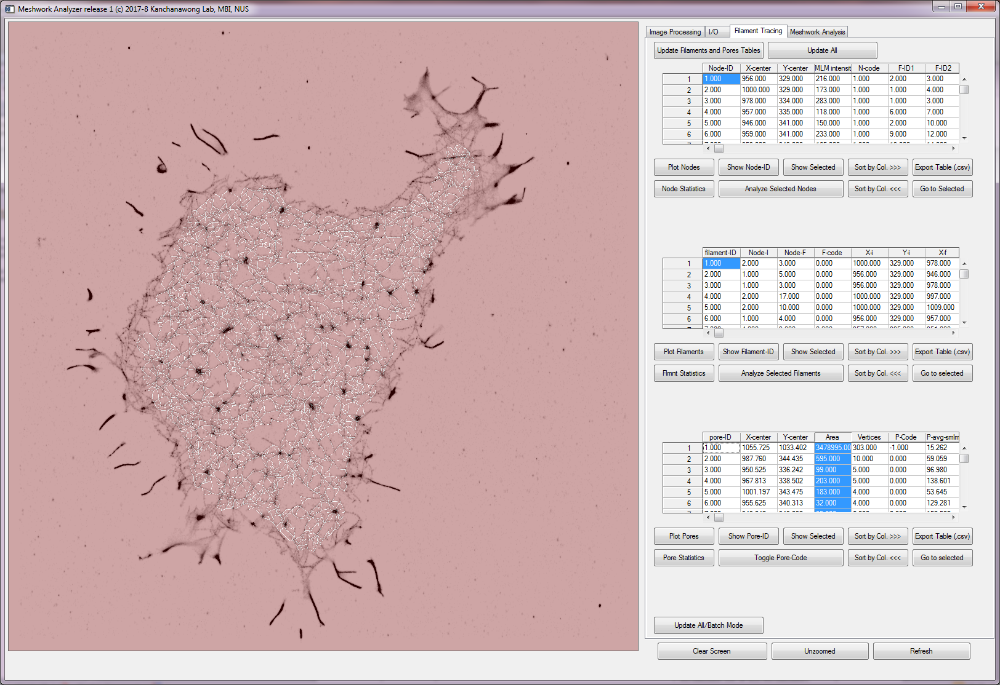 Meshwork Analyzer release 1 (c) 2017-8 Kanchanawong Lab, MBI, NUS
Image Processing I/O Filament Tracing Meshwork Analysis
Update Filaments and Pores Tables Update All
Node-ID X-center Y-center MLM intensit N-code F-ID1 F-ID2
1 1.000 956.000 329.000 216.000 1.000 2.000 3.000
2 2.000 1000.000 329.000 173.000 1.000 1.000 4.000
3 3.000 978.000 334.000 283.000 1.000 1.000 3.000
4 4.000 957.000 335.000 118.000 1.000 6.000 7.000
5 5.000 946.000 341.000 150.000 1.000 2.000 10.000
6 6.000 959.000 341.000 233.000 1.000 9.000 12.000
Plot Nodes Show Node-ID Show Selected Sort by Col. >>> Export Table (.csv)
Node Statistics Analyze Selected Nodes Sort by Col. <<< Go to Selected
filament-ID Node-I Node-F F-code X-i Y-i X-f
1 1.000 2.000 3.000 0.000 1000.000 329.000 978.000
2 2.000 1.000 5.000 0.000 956.000 329.000 946.000
3 3.000 1.000 3.000 0.000 956.000 329.000 978.000
4 4.000 2.000 17.000 0.000 1000.000 329.000 997.000
5 5.000 2.000 10.000 0.000 1000.000 329.000 1009.000
6 6.000 1.000 4.000 0.000 956.000 329.000 957.000
Plot Filaments Show Filament-ID Show Selected Sort by Col. >>> Export Table (.csv)
Flmnt Statistics Analyze Selected Filaments Sort by Col. <<< Go to selected
pore-ID X-center Y-center Area Vertices P-Code P-avg-smlm
1 1.000 1055.725 1033.402 3478995.00 303.000 -1.000 15.262
2 2.000 987.760 344.435 595.000 10.000 0.000 59.059
3 3.000 950.525 336.242 99.000 5.000 0.000 96.980
4 4.000 967.813 338.502 203.000 5.000 0.000 138.601
5 5.000 1001.197 343.475 183.000 4.000 0.000 53.645
6 6.000 955.625 340.313 32.000 4.000 0.000 129.281
Plot Pores Show Pore-ID Show Selected Sort by Col. >>> Export Table (.csv)
Pore Statistics Toggle Pore-Code Sort by Col. <<< Go to selected
Update All/Batch Mode
Clear Screen Unzoomed Refresh